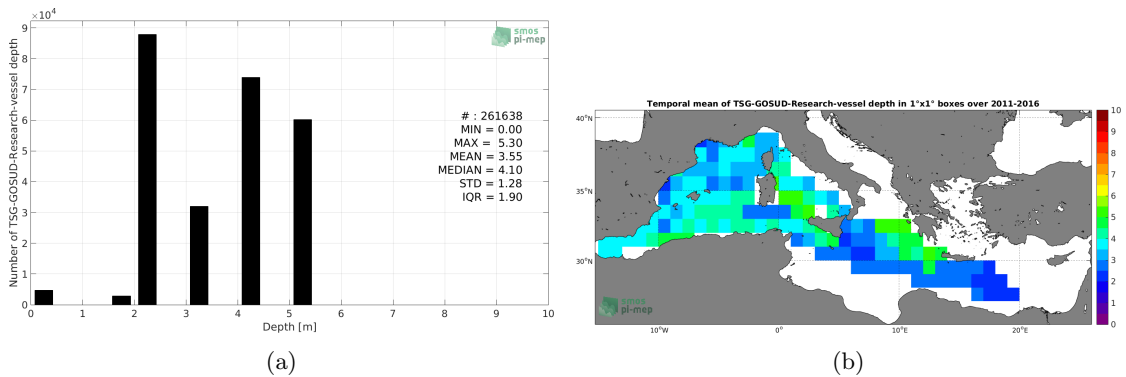 ×10⁴
9
8
7
6
5
4
3
2
1
0
Number of TSG-GOSUD-Research-vessel depth
smos
pi-mep
# : 261638
MIN = 0.00
MAX = 5.30
MEAN = 3.55
MEDIAN = 4.10
STD = 1.28
IQR = 1.90
0 1 2 3 4 5 6 7 8 9 10
Depth [m]
(a)
Temporal mean of TSG-GOSUD-Research-vessel depth in 1°x1° boxes over 2011-2016
40°N
35°N
30°N
smos
pi-mep
10°W 0° 10°E 20°E
10
9
8
7
6
5
4
3
2
1
0
(b)